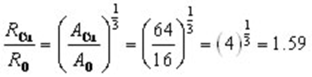 R_Cu/R_0 = (A_Cu/A_0)^(1/3) = (64/16)^(1/3) = (4)^(1/3) = 1.59